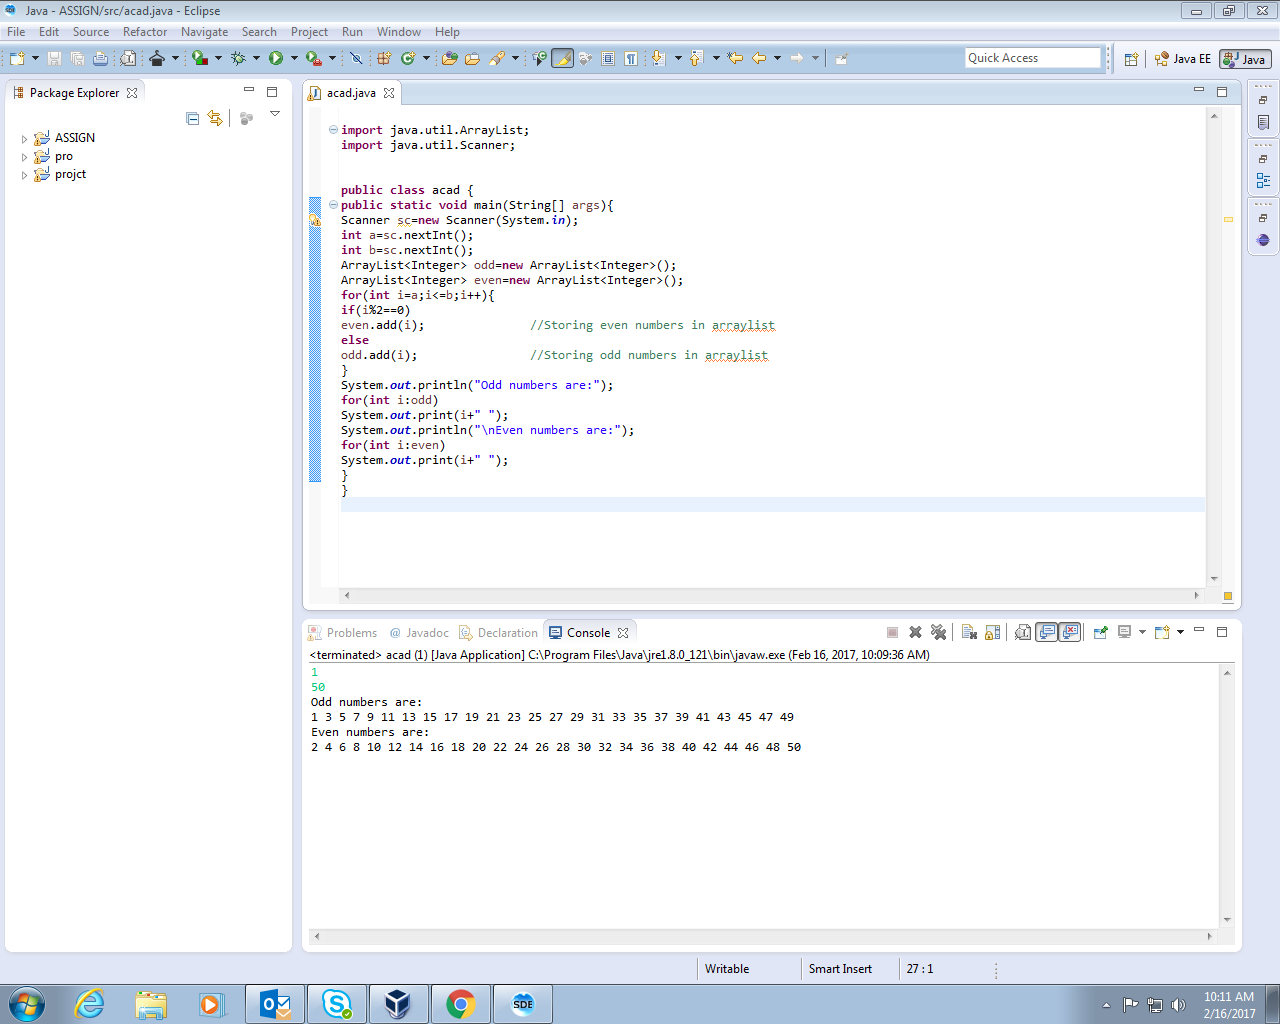 Java - ASSIGN/src/acad.java - Eclipse
File Edit Source Refactor Navigate Search Project Run Window Help
Quick Access
Java EE
Java
Package Explorer
ASSIGN
pro
projct
acad.java
import java.util.ArrayList;
import java.util.Scanner;
public class acad {
public static void main(String[] args){
Scanner sc=new Scanner(System.in);
int a=sc.nextInt();
int b=sc.nextInt();
ArrayList<Integer> odd=new ArrayList<Integer>();
ArrayList<Integer> even=new ArrayList<Integer>();
for(int i=a;i<=b;i++){
if(i%2==0)
even.add(i); //Storing even numbers in arraylist
else
odd.add(i); //Storing odd numbers in arraylist
}
System.out.println("Odd numbers are:");
for(int i:odd)
System.out.print(i+" ");
System.out.println("\nEven numbers are:");
for(int i:even)
System.out.print(i+" ");
}
}
Problems @ Javadoc Declaration Console
<terminated> acad (1) [Java Application] C:\Program Files\Java\jre1.8.0_121\bin\javaw.exe (Feb 16, 2017, 10:09:36 AM)
1
50
Odd numbers are:
1 3 5 7 9 11 13 15 17 19 21 23 25 27 29 31 33 35 37 39 41 43 45 47 49
Even numbers are:
2 4 6 8 10 12 14 16 18 20 22 24 26 28 30 32 34 36 38 40 42 44 46 48 50
Writable
Smart Insert
27 : 1
SDE
10:11 AM
2/16/2017